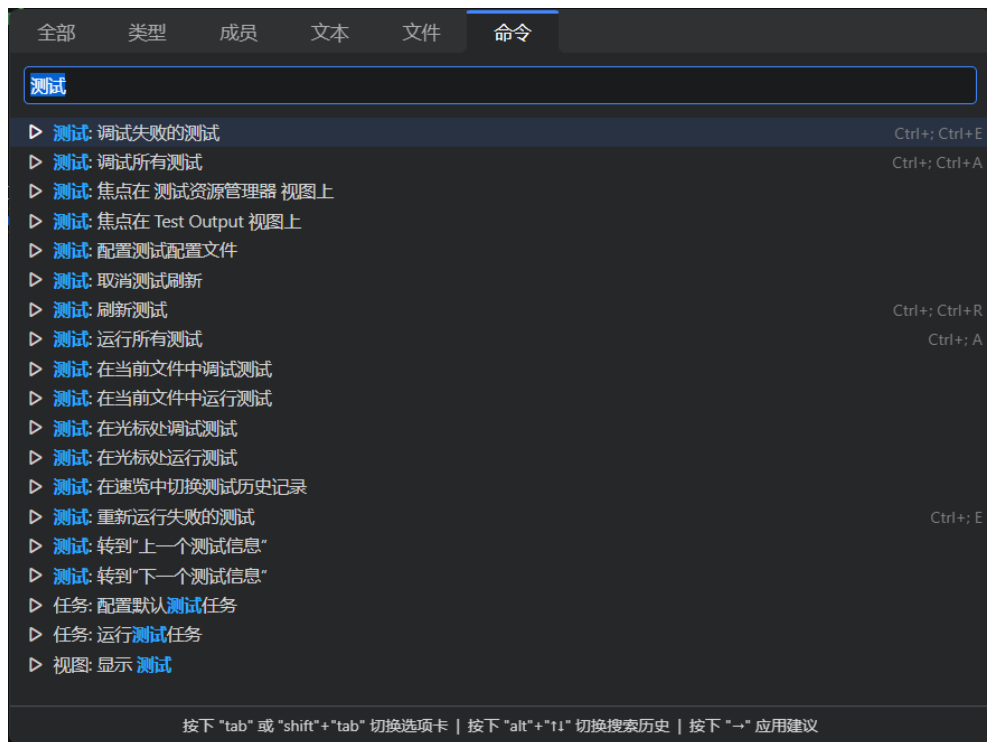 全部 类型 成员 文本 文件 命令
测试
测试: 调试失败的测试 Ctrl+; Ctrl+E
测试: 调试所有测试 Ctrl+; Ctrl+A
测试: 焦点在 测试资源管理器 视图上
测试: 焦点在 Test Output 视图上
测试: 配置测试配置文件
测试: 取消测试刷新
测试: 刷新测试 Ctrl+; Ctrl+R
测试: 运行所有测试 Ctrl+; A
测试: 在当前文件中调试测试
测试: 在当前文件中运行测试
测试: 在光标处调试测试
测试: 在光标处运行测试
测试: 在速览中切换测试历史记录
测试: 重新运行失败的测试 Ctrl+; E
测试: 转到“上一个测试信息”
测试: 转到“下一个测试信息”
任务: 配置默认测试任务
任务: 运行测试任务
视图: 显示 测试
按下 "tab" 或 "shift"+"tab" 切换选项卡 | 按下 "alt"+"↑↓" 切换搜索历史 | 按下 "→" 应用建议